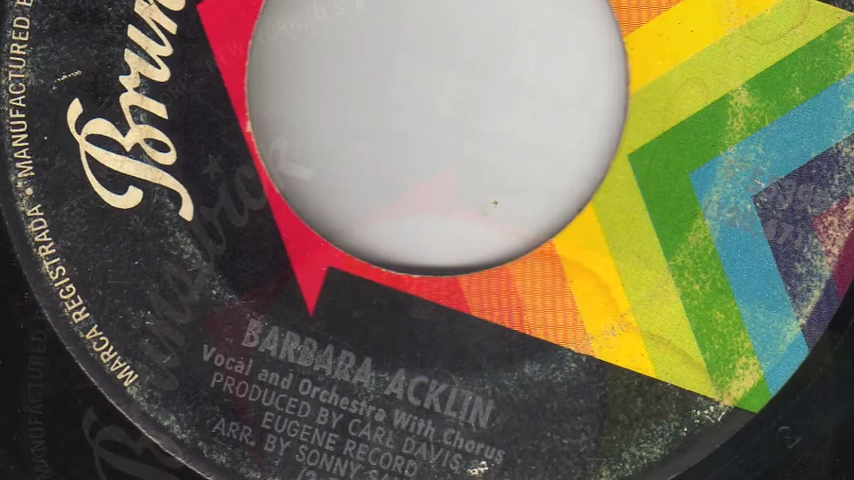 MANUFACTURED
MARCA REGISTRADA •
Brun
Brunswick
BARBARA ACKLIN
Vocal and Orchestra With Chorus
PRODUCED BY CARL DAVIS &
EUGENE RECORD
ARR. BY SONNY